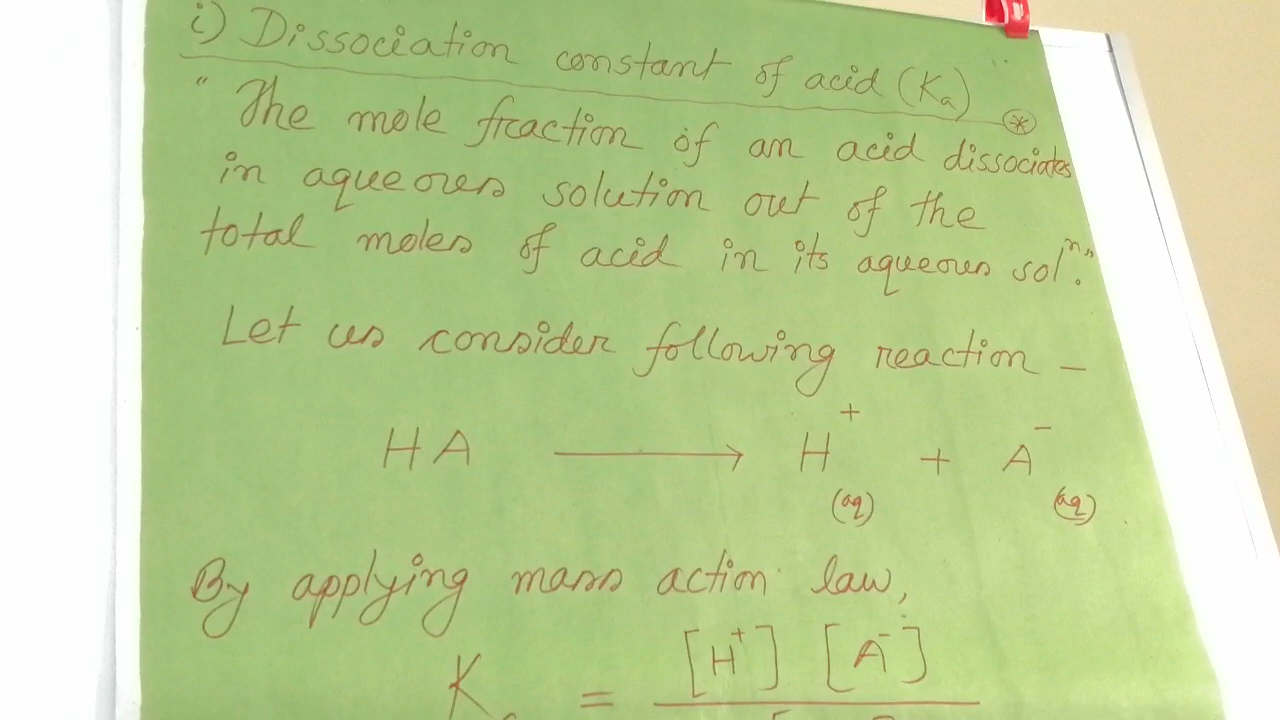 i) Dissociation constant of acid (Ka)
" The mole fraction of an acid dissociates
in aqueous solution out of the
total moles of acid in its aqueous solⁿ."
Let us consider following reaction –
HA ⟶ H⁺(aq) + A⁻(aq)
By applying mass action law,
K = [H⁺] [A⁻]